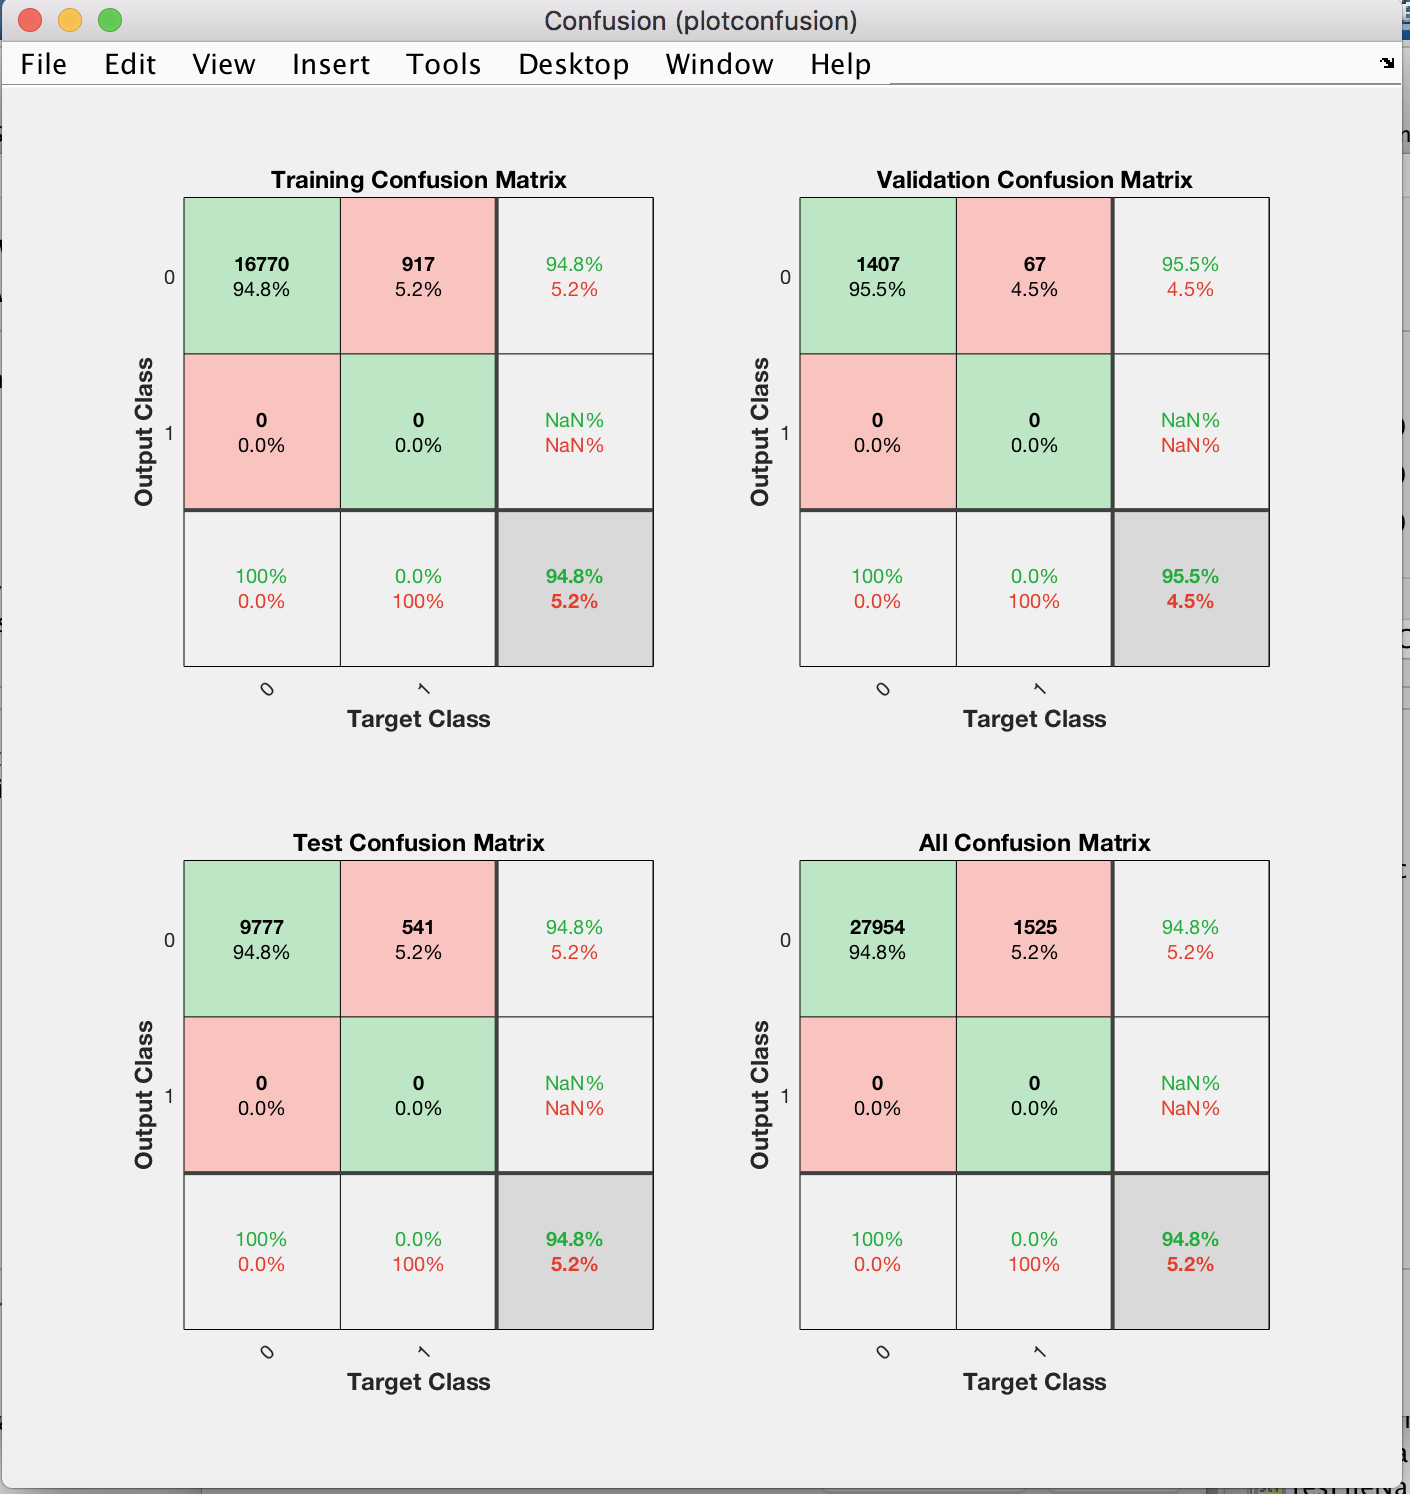 Confusion (plotconfusion)
File Edit View Insert Tools Desktop Window Help
Training Confusion Matrix
0
16770 917 94.8%
94.8% 5.2% 5.2%
Output Class
1
0 0 NaN%
0.0% 0.0% NaN%
100% 0.0% 94.8%
0.0% 100% 5.2%
0 1
Target Class
Validation Confusion Matrix
0
1407 67 95.5%
95.5% 4.5% 4.5%
Output Class
1
0 0 NaN%
0.0% 0.0% NaN%
100% 0.0% 95.5%
0.0% 100% 4.5%
0 1
Target Class
Test Confusion Matrix
0
9777 541 94.8%
94.8% 5.2% 5.2%
Output Class
1
0 0 NaN%
0.0% 0.0% NaN%
100% 0.0% 94.8%
0.0% 100% 5.2%
0 1
Target Class
All Confusion Matrix
0
27954 1525 94.8%
94.8% 5.2% 5.2%
Output Class
1
0 0 NaN%
0.0% 0.0% NaN%
100% 0.0% 94.8%
0.0% 100% 5.2%
0 1
Target Class